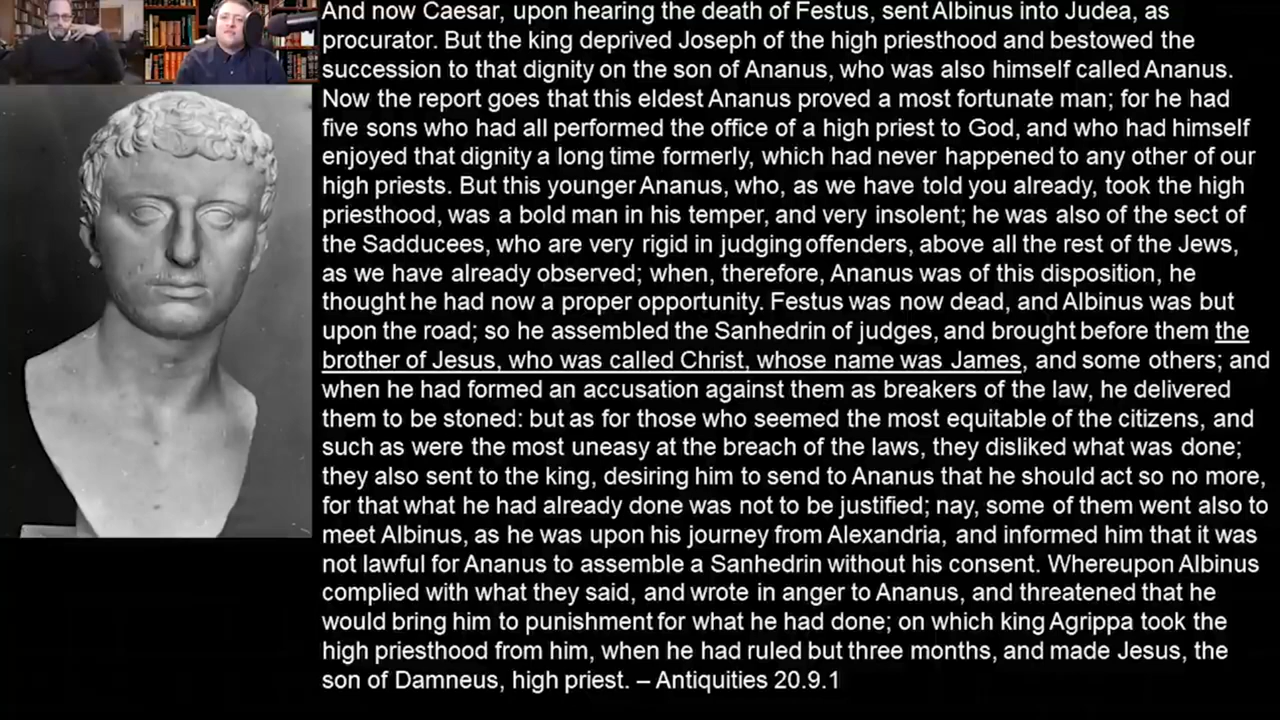 And now Caesar, upon hearing the death of Festus, sent Albinus into Judea, as
procurator. But the king deprived Joseph of the high priesthood and bestowed the
succession to that dignity on the son of Ananus, who was also himself called Ananus.
Now the report goes that this eldest Ananus proved a most fortunate man; for he had
five sons who had all performed the office of a high priest to God, and who had himself
enjoyed that dignity a long time formerly, which had never happened to any other of our
high priests. But this younger Ananus, who, as we have told you already, took the high
priesthood, was a bold man in his temper, and very insolent; he was also of the sect of
the Sadducees, who are very rigid in judging offenders, above all the rest of the Jews,
as we have already observed; when, therefore, Ananus was of this disposition, he
thought he had now a proper opportunity. Festus was now dead, and Albinus was but
upon the road; so he assembled the Sanhedrin of judges, and brought before them the
brother of Jesus, who was called Christ, whose name was James, and some others; and
when he had formed an accusation against them as breakers of the law, he delivered
them to be stoned: but as for those who seemed the most equitable of the citizens, and
such as were the most uneasy at the breach of the laws, they disliked what was done;
they also sent to the king, desiring him to send to Ananus that he should act so no more,
for that what he had already done was not to be justified; nay, some of them went also to
meet Albinus, as he was upon his journey from Alexandria, and informed him that it was
not lawful for Ananus to assemble a Sanhedrin without his consent. Whereupon Albinus
complied with what they said, and wrote in anger to Ananus, and threatened that he
would bring him to punishment for what he had done; on which king Agrippa took the
high priesthood from him, when he had ruled but three months, and made Jesus, the
son of Damneus, high priest. – Antiquities 20.9.1